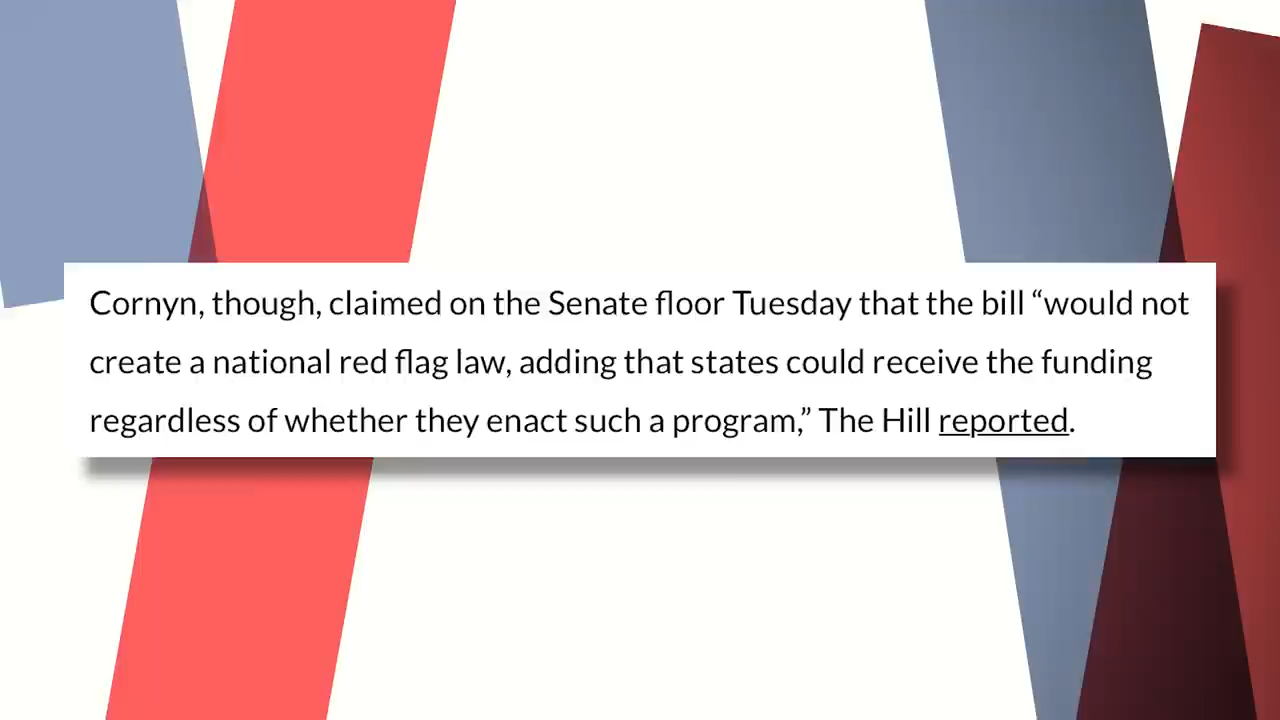 Cornyn, though, claimed on the Senate floor Tuesday that the bill “would not
create a national red flag law, adding that states could receive the funding
regardless of whether they enact such a program,” The Hill reported.